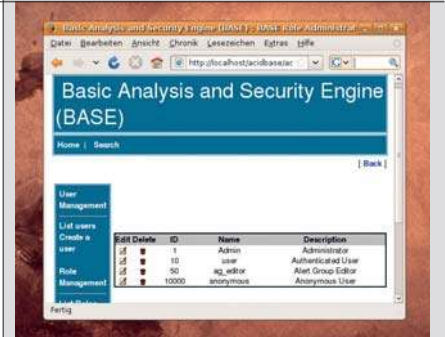 Basic Analysis and Security Engine (BASE) : BASE Role Administrat
Datei Bearbeiten Ansicht Chronik Lesezeichen Extras Hilfe
http://localhost/acidbase/ac
Basic Analysis and Security Engine
(BASE)
Home | Search
[ Back ]
User
Management
List users
Create a
user
Role
Management
Edit Delete ID Name Description
1 Admin Administrator
10 user Authenticated User
50 ag_editor Alert Group Editor
10000 anonymous Anonymous User
Fertig